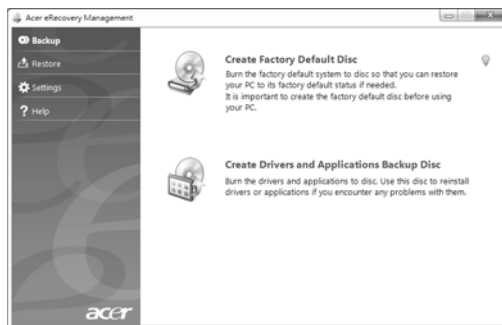 Acer eRecovery Management
Backup
Restore
Settings
Help
Create Factory Default Disc
Burn the factory default system to disc so that you can restore
your PC to its factory default status if needed.
It is important to create the factory default disc before using
your PC.
Create Drivers and Applications Backup Disc
Burn the drivers and applications to disc. Use this disc to reinstall
drivers or applications if you encounter any problems with them.
acer